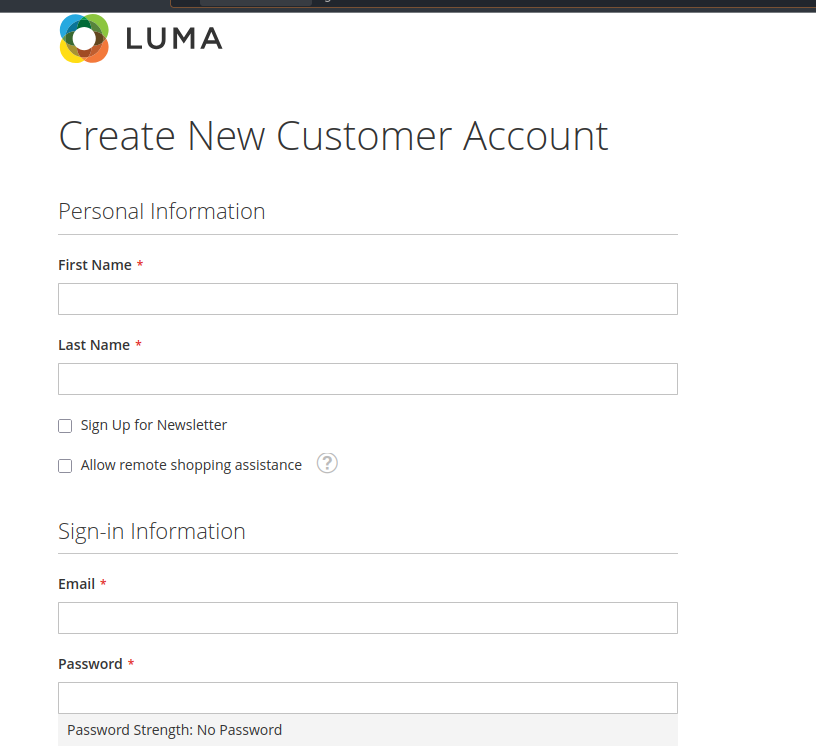 LUMA
Create New Customer Account
Personal Information
First Name *
Last Name *
Sign Up for Newsletter
Allow remote shopping assistance ?
Sign-in Information
Email *
Password *
Password Strength: No Password